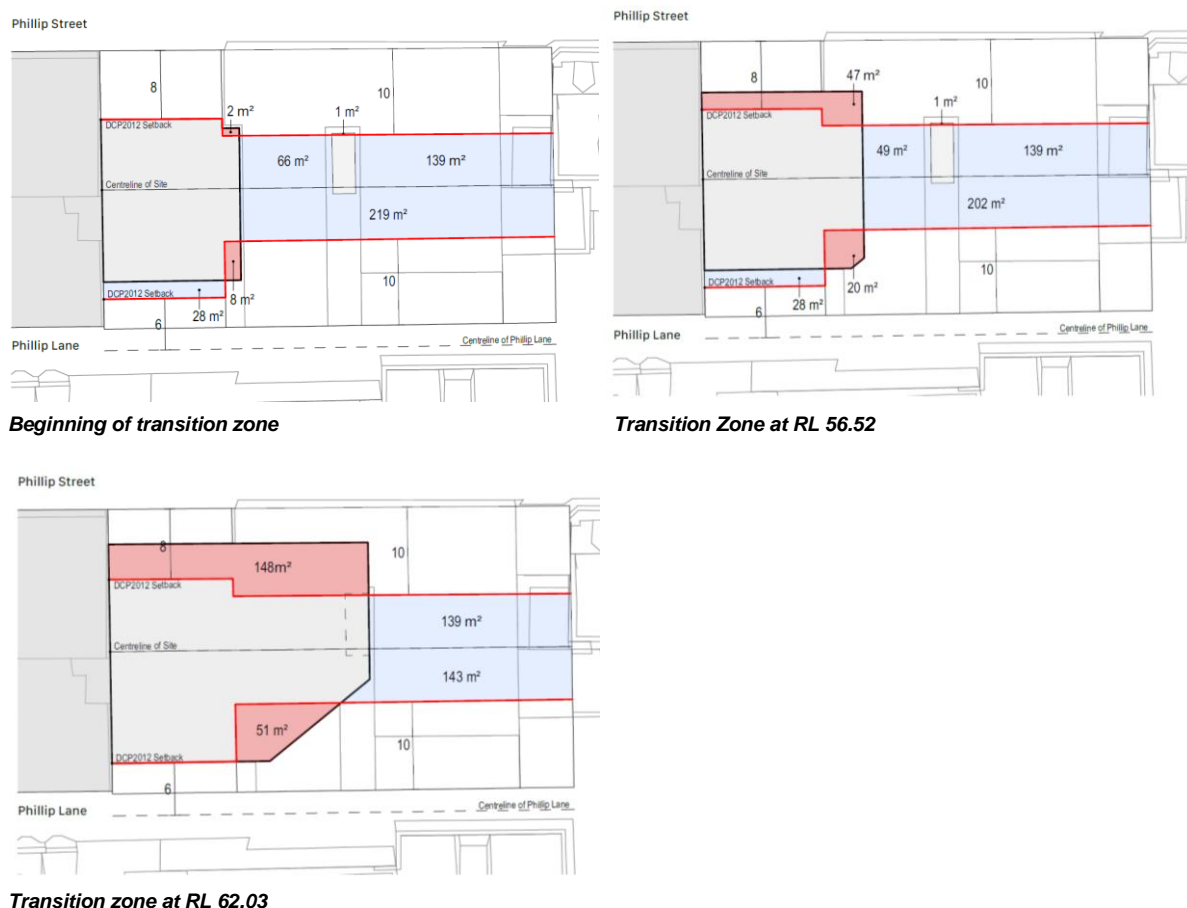 Phillip Street
8
10
2 m²
1 m²
DCP2012 Setback
66 m²
139 m²
Centreline of Site
219 m²
10
DCP2012 Setback
8 m²
28 m²
6
Phillip Lane
Centreline of Phillip Lane
Beginning of transition zone
Phillip Street
8
47 m²
10
1 m²
DCP2012 Setback
49 m²
139 m²
Centreline of Site
202 m²
10
DCP2012 Setback
28 m²
20 m²
6
Phillip Lane
Centreline of Phillip Lane
Transition Zone at RL 56.52
Phillip Street
8
10
148m²
DCP2012 Setback
139 m²
Centreline of Site
143 m²
51 m²
10
DCP2012 Setback
6
Phillip Lane
Centreline of Phillip Lane
Transition zone at RL 62.03